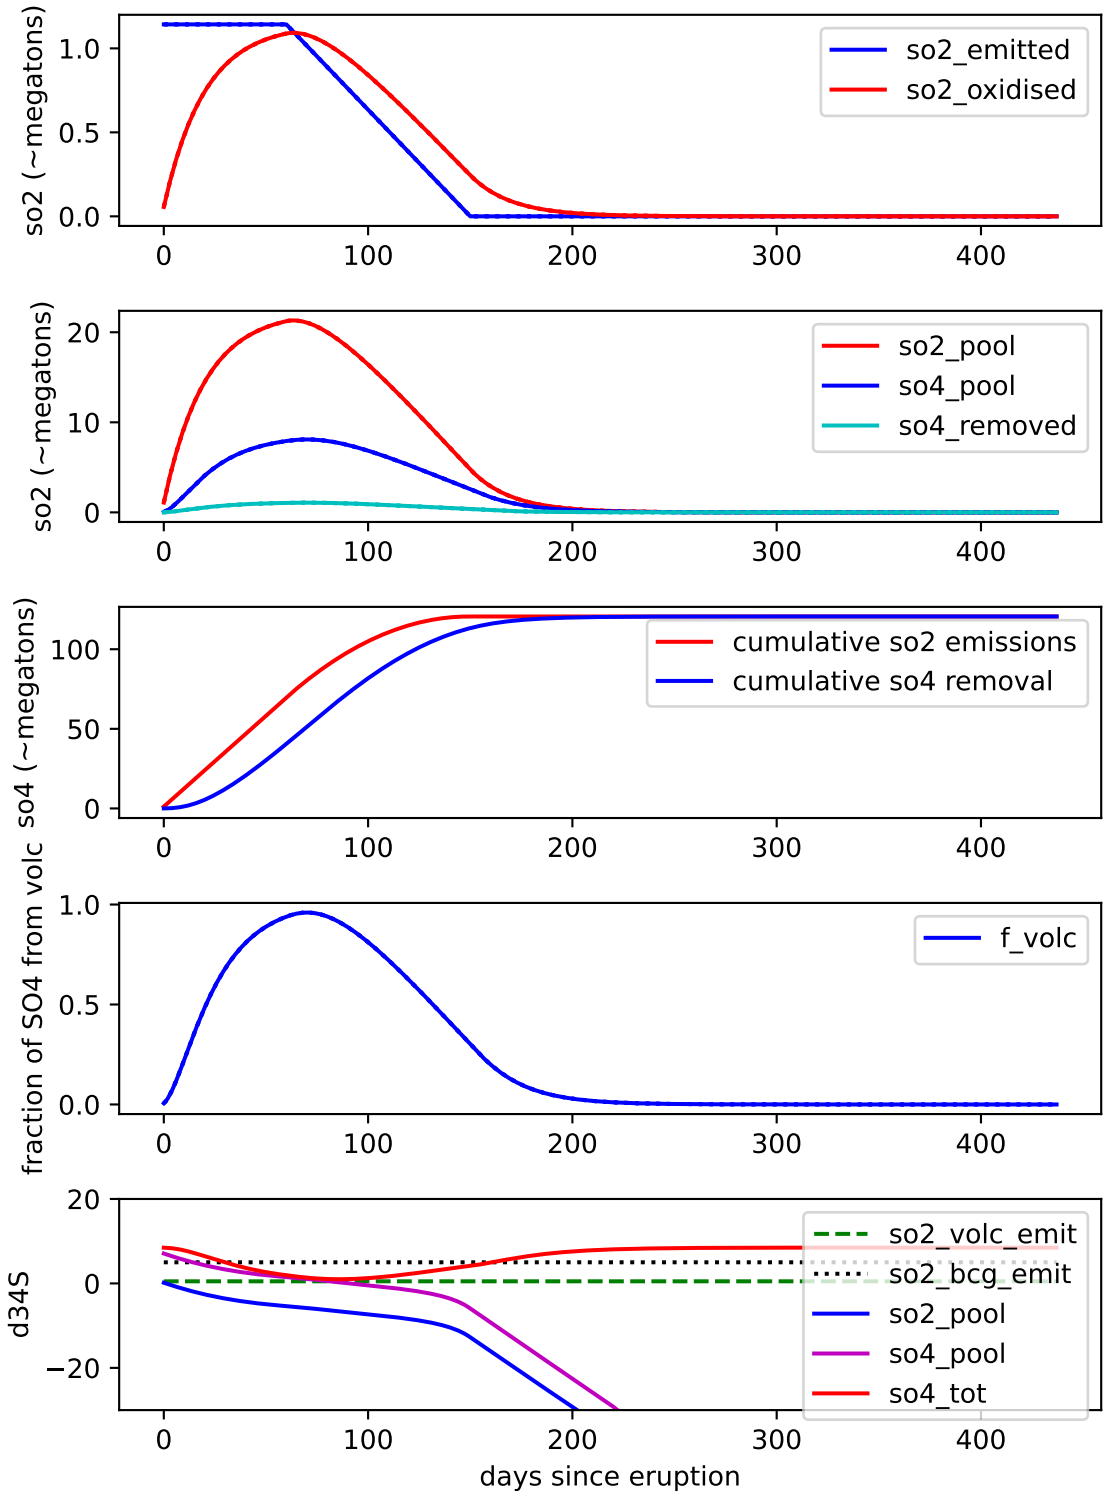 so2 (~megatons)
1.0
0.5
0.0
so2_emitted
so2_oxidised
0 100 200 300 400
so2 (~megatons)
20
10
0
so2_pool
so4_pool
so4_removed
0 100 200 300 400
so4 (~megatons)
100
50
0
cumulative so2 emissions
cumulative so4 removal
0 100 200 300 400
fraction of SO4 from volc
1.0
0.5
0.0
f_volc
0 100 200 300 400
d34S
20
0
−20
so2_volc_emit
so2_bcg_emit
so2_pool
so4_pool
so4_tot
0 100 200 300 400
days since eruption